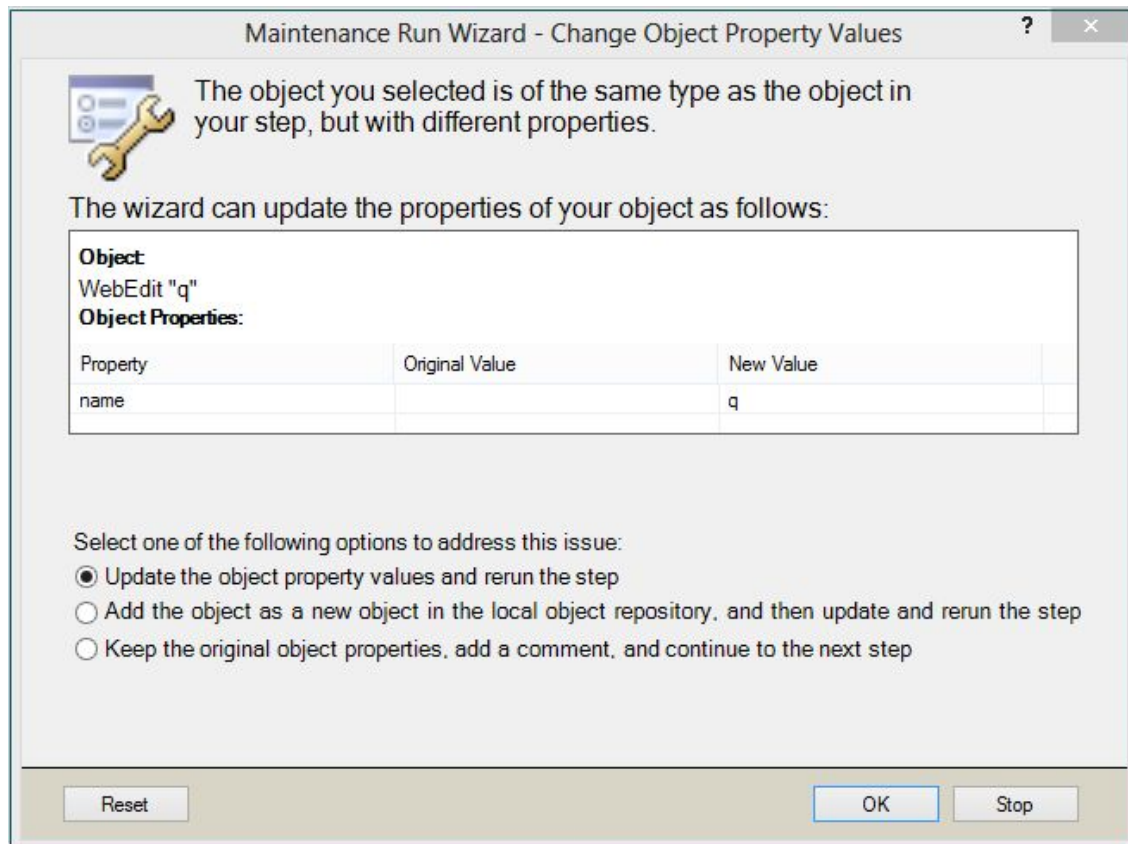 Maintenance Run Wizard - Change Object Property Values ?
The object you selected is of the same type as the object in
your step, but with different properties.
The wizard can update the properties of your object as follows:
Object:
WebEdit "q"
Object Properties:
Property Original Value New Value
name q
Select one of the following options to address this issue:
Update the object property values and rerun the step
Add the object as a new object in the local object repository, and then update and rerun the step
Keep the original object properties, add a comment, and continue to the next step
Reset OK Stop